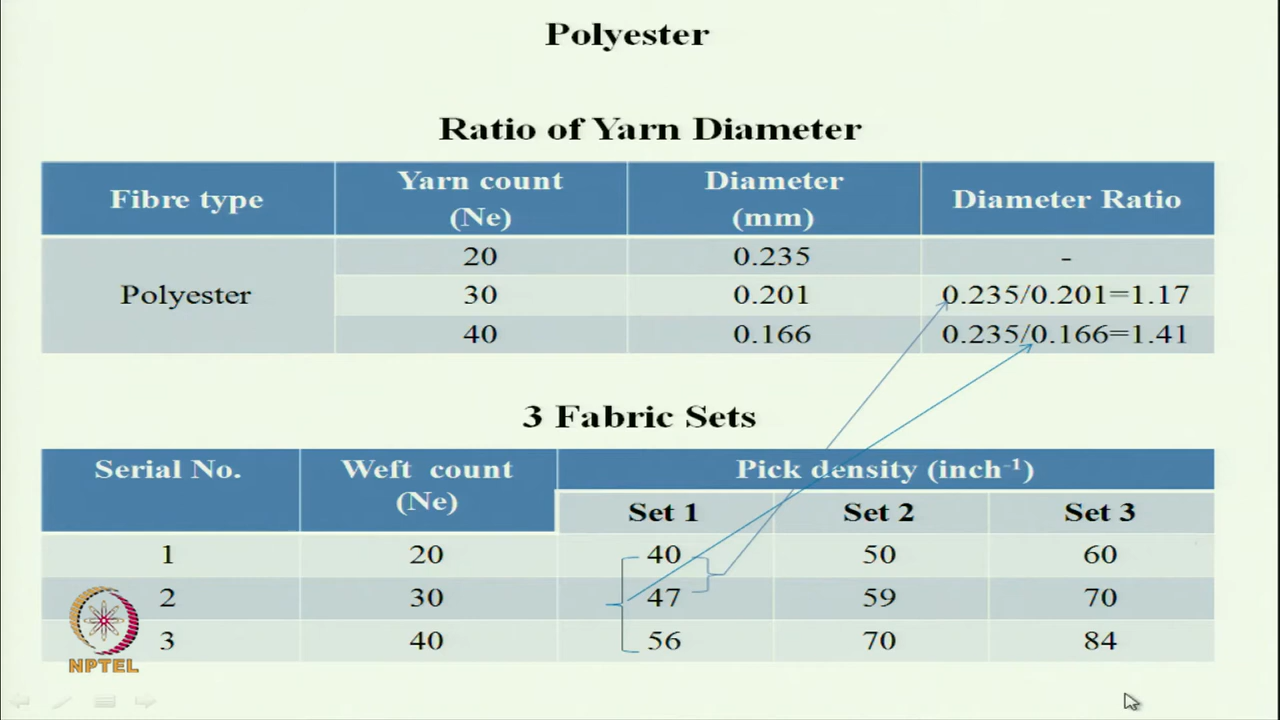 Polyester
Ratio of Yarn Diameter
Fibre type Yarn count (Ne) Diameter (mm) Diameter Ratio
Polyester 20 0.235 -
30 0.201 0.235/0.201=1.17
40 0.166 0.235/0.166=1.41
3 Fabric Sets
Serial No. Weft count (Ne) Pick density (inch⁻¹)
Set 1 Set 2 Set 3
1 20 40 50 60
2 30 47 59 70
3 40 56 70 84
NPTEL